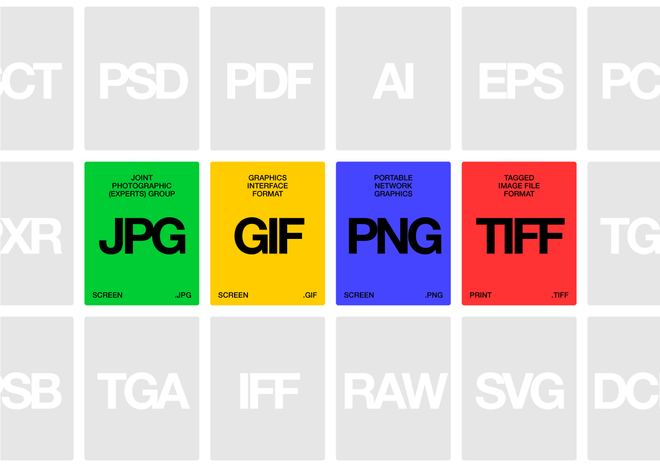 CT
PSD
PDF
AI
EPS
PC
JOINT
PHOTOGRAPHIC
(EXPERTS) GROUP
JPG
SCREEN
.JPG
GRAPHICS
INTERFACE
FORMAT
GIF
SCREEN
.GIF
PORTABLE
NETWORK
GRAPHICS
PNG
SCREEN
.PNG
TAGGED
IMAGE FILE
FORMAT
TIFF
PRINT
.TIFF
XR
TG
SB
TGA
IFF
RAW
SVG
DC